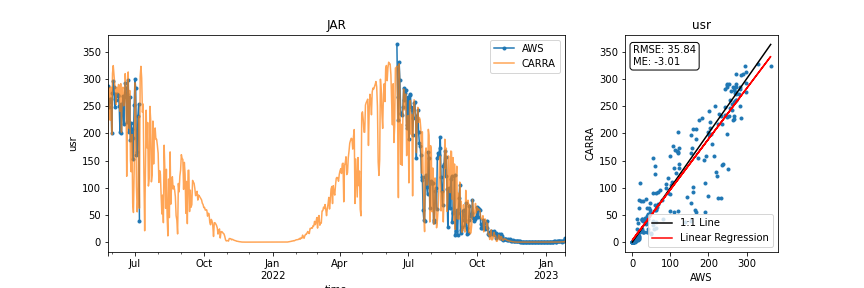 JAR
usr
350
300
250
200
150
100
50
0
usr
AWS
CARRA
Jul
Oct
Jan
2022
Apr
Jul
Oct
Jan
2023
time
350
300
250
200
150
100
50
0
CARRA
RMSE: 35.84
ME: -3.01
1:1 Line
Linear Regression
0
100
200
300
AWS